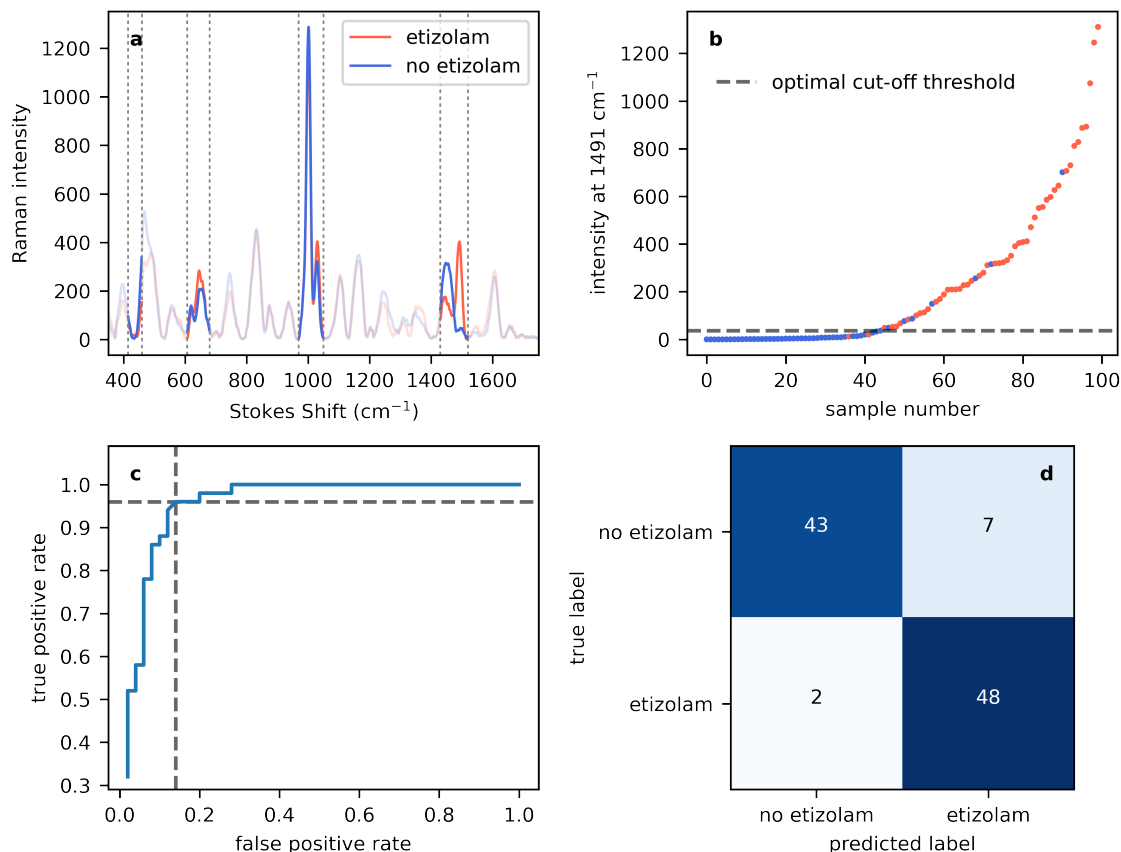 a
etizolam
no etizolam
Raman intensity
0
200
400
600
800
1000
1200
400 600 800 1000 1200 1400 1600
Stokes Shift (cm⁻¹)
b
optimal cut-off threshold
intensity at 1491 cm⁻¹
0
200
400
600
800
1000
1200
0 20 40 60 80 100
sample number
c
true positive rate
1.0
0.9
0.8
0.7
0.6
0.5
0.4
0.3
0.0 0.2 0.4 0.6 0.8 1.0
false positive rate
d
true label
no etizolam
etizolam
43 7
2 48
no etizolam etizolam
predicted label